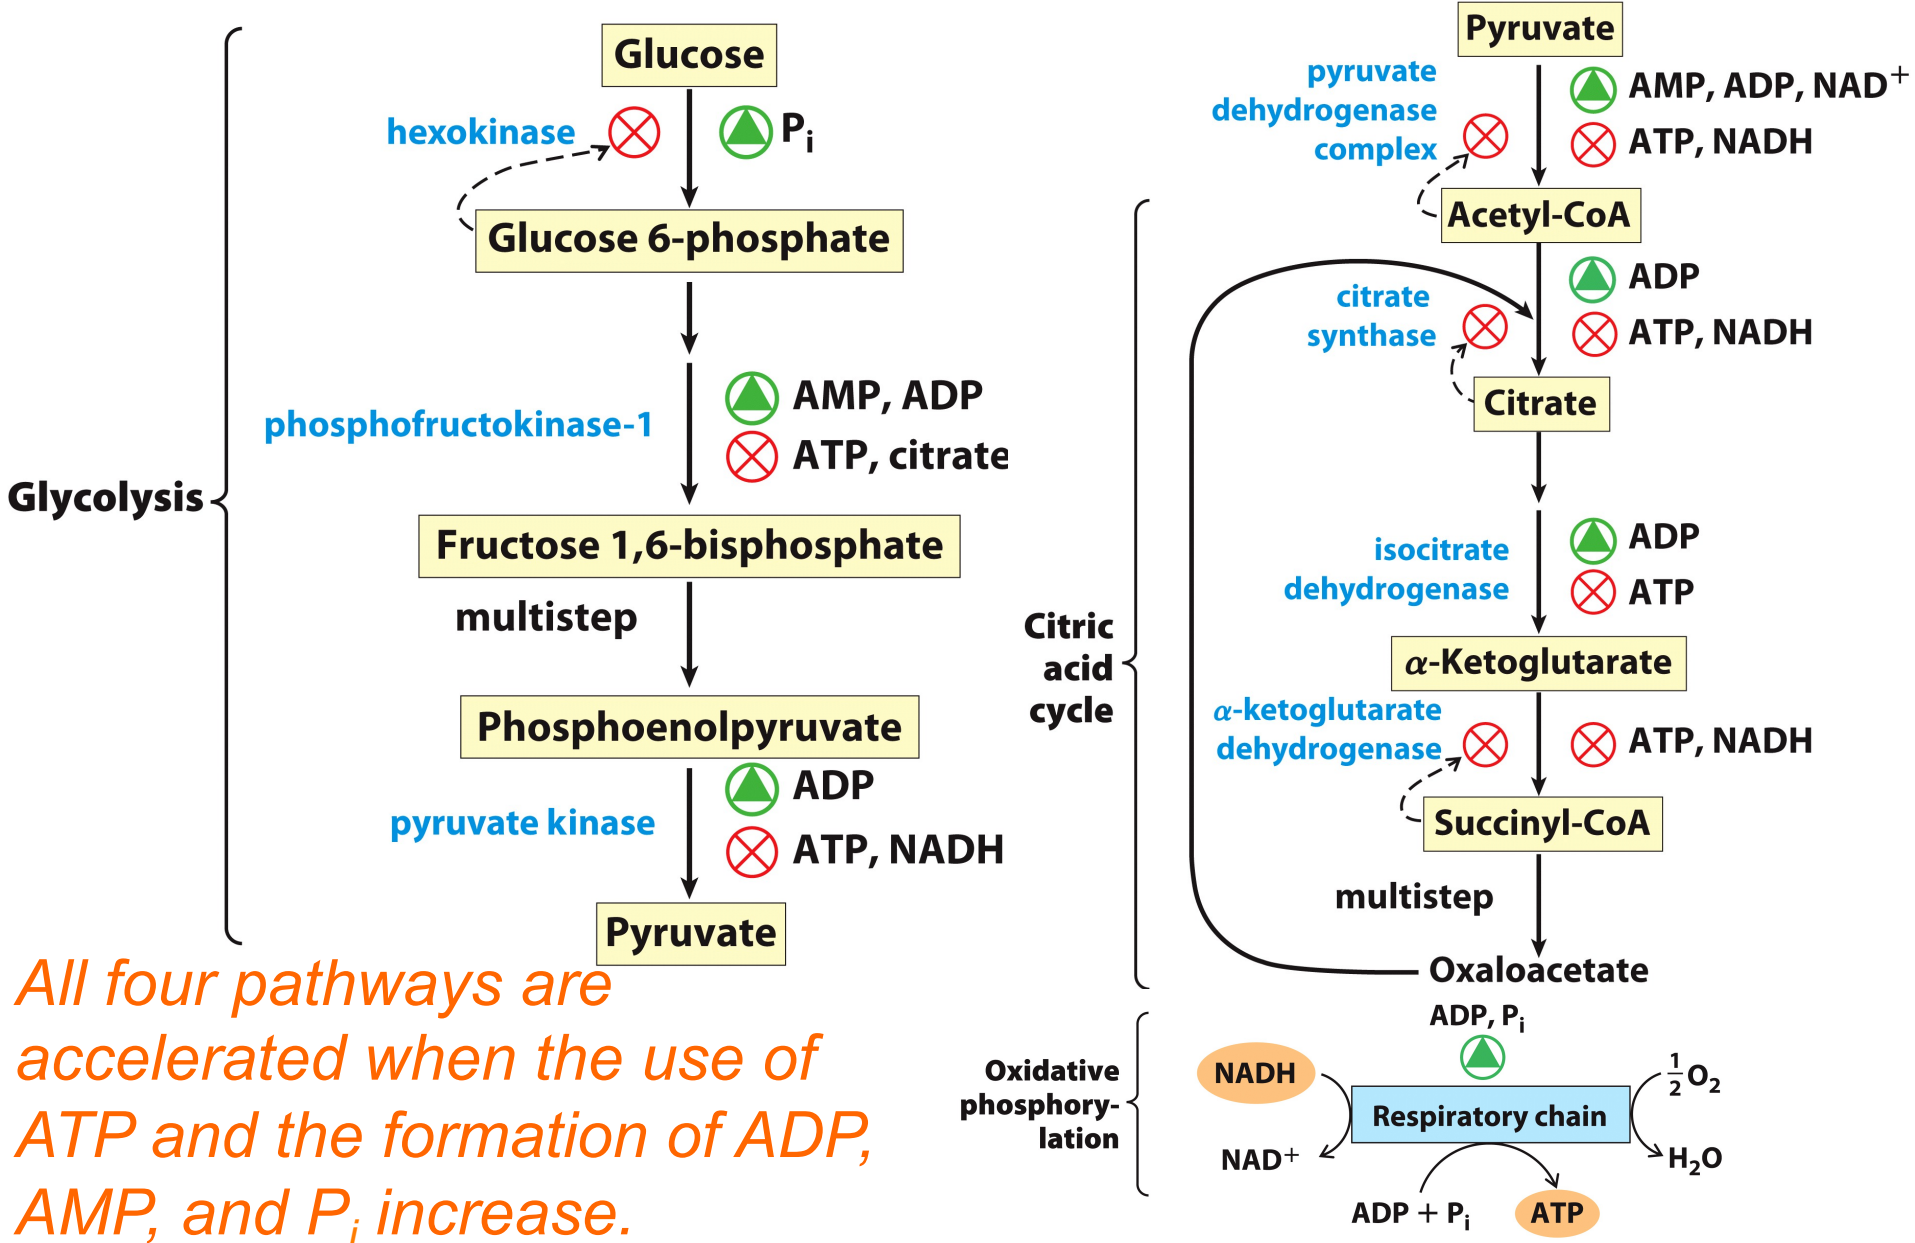 Glycolysis
Glucose
hexokinase
Pᵢ
Glucose 6-phosphate
phosphofructokinase-1
AMP, ADP
ATP, citrate
Fructose 1,6-bisphosphate
multistep
Phosphoenolpyruvate
pyruvate kinase
ADP
ATP, NADH
Pyruvate
All four pathways are
accelerated when the use of
ATP and the formation of ADP,
AMP, and Pᵢ increase.
Pyruvate
pyruvate
dehydrogenase
complex
AMP, ADP, NAD⁺
ATP, NADH
Acetyl-CoA
citrate
synthase
ADP
ATP, NADH
Citrate
isocitrate
dehydrogenase
ADP
ATP
Citric
acid
cycle
α-Ketoglutarate
α-ketoglutarate
dehydrogenase
ATP, NADH
Succinyl-CoA
multistep
Oxaloacetate
Oxidative
phosphory-
lation
ADP, Pᵢ
NADH
½O₂
Respiratory chain
NAD⁺
H₂O
ADP + Pᵢ
ATP